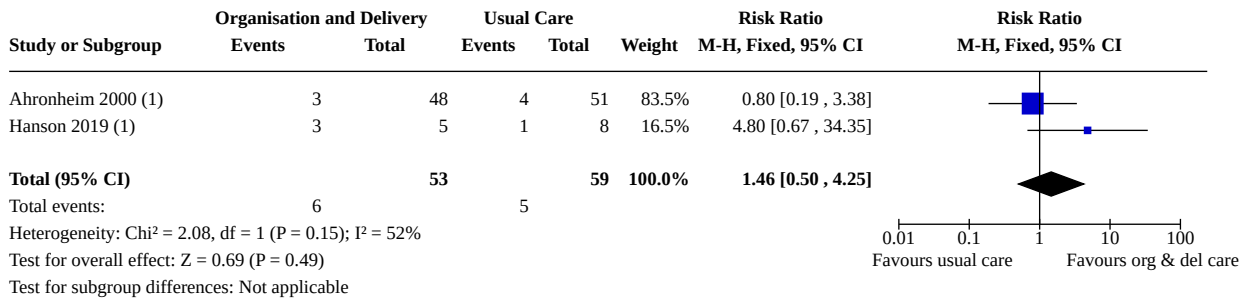 Organisation and Delivery Usual Care Risk Ratio Risk Ratio
Study or Subgroup Events Total Events Total Weight M-H, Fixed, 95% CI M-H, Fixed, 95% CI
Ahronheim 2000 (1) 3 48 4 51 83.5% 0.80 [0.19 , 3.38]
Hanson 2019 (1) 3 5 1 8 16.5% 4.80 [0.67 , 34.35]
Total (95% CI) 53 59 100.0% 1.46 [0.50 , 4.25]
Total events: 6 5
Heterogeneity: Chi² = 2.08, df = 1 (P = 0.15); I² = 52%
0.01 0.1 1 10 100
Test for overall effect: Z = 0.69 (P = 0.49)
Favours usual care Favours org & del care
Test for subgroup differences: Not applicable